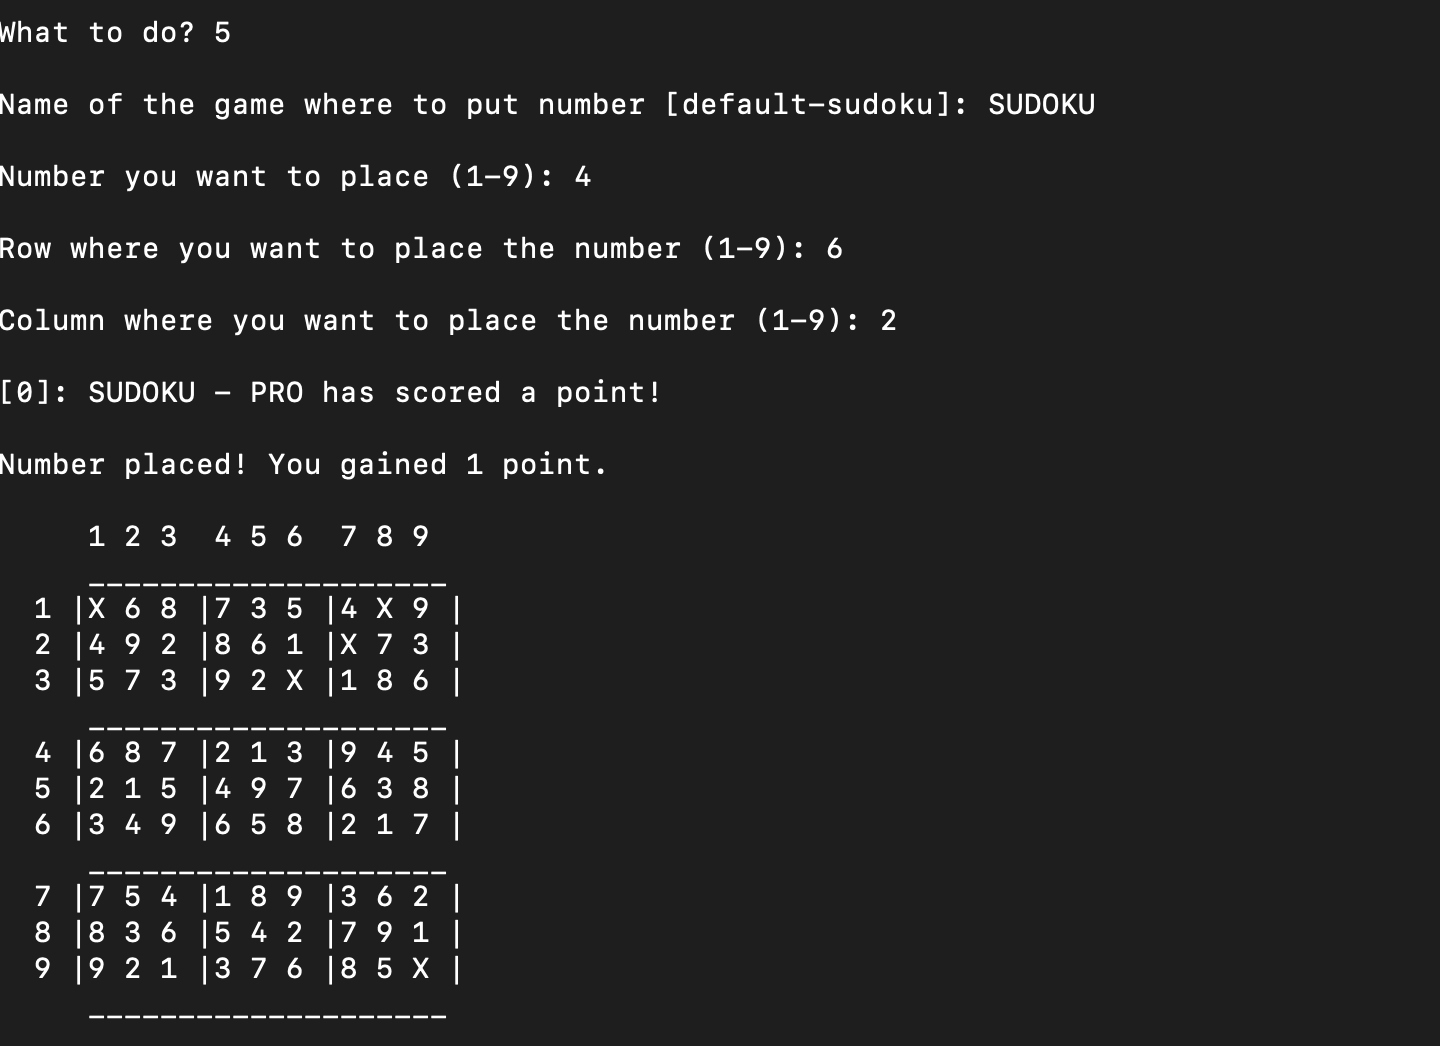 What to do? 5
Name of the game where to put number [default-sudoku]: SUDOKU
Number you want to place (1-9): 4
Row where you want to place the number (1-9): 6
Column where you want to place the number (1-9): 2
[0]: SUDOKU - PRO has scored a point!
Number placed! You gained 1 point.
1 2 3  4 5 6  7 8 9
--------------------
1 |X 6 8 |7 3 5 |4 X 9 |
2 |4 9 2 |8 6 1 |X 7 3 |
3 |5 7 3 |9 2 X |1 8 6 |
--------------------
4 |6 8 7 |2 1 3 |9 4 5 |
5 |2 1 5 |4 9 7 |6 3 8 |
6 |3 4 9 |6 5 8 |2 1 7 |
--------------------
7 |7 5 4 |1 8 9 |3 6 2 |
8 |8 3 6 |5 4 2 |7 9 1 |
9 |9 2 1 |3 7 6 |8 5 X |
--------------------